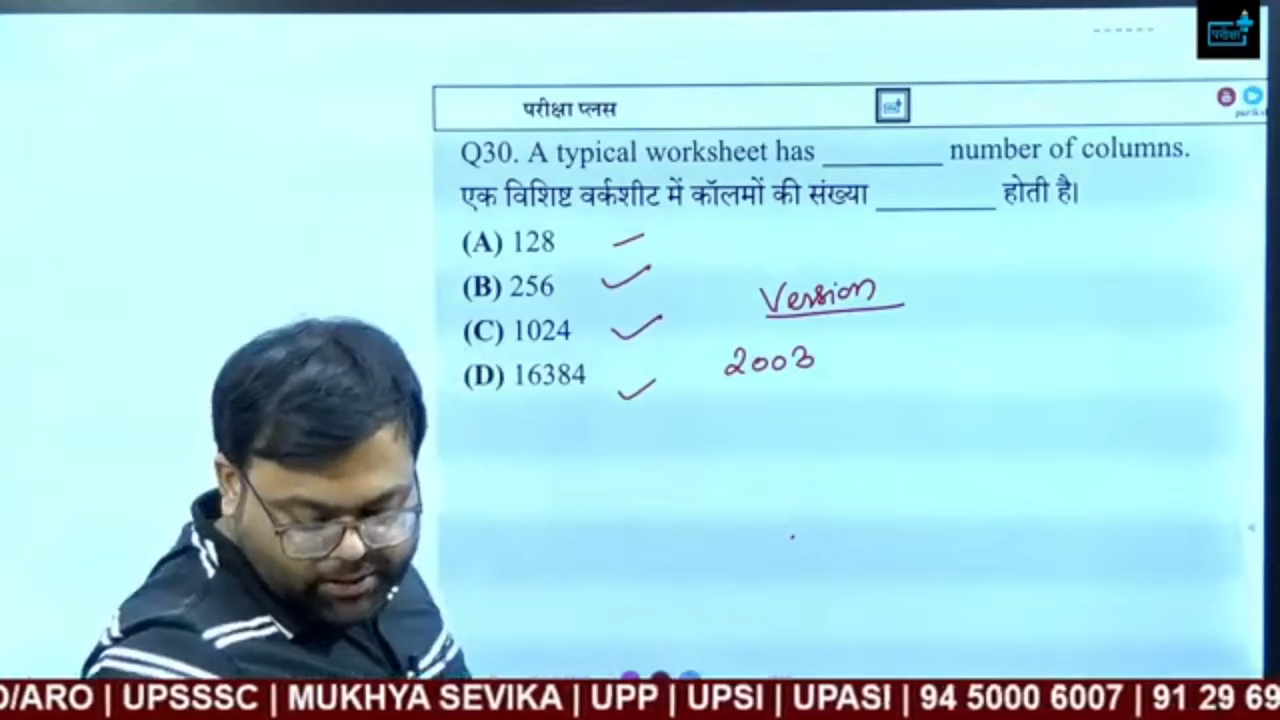 परीक्षा
परीक्षा प्लस
Q30. A typical worksheet has ________ number of columns.
एक विशिष्ट वर्कशीट में कॉलमों की संख्या ________ होती है।
(A) 128
(B) 256
(C) 1024
(D) 16384
Version
2003
D/ARO | UPSSSC | MUKHYA SEVIKA | UPP | UPSI | UPASI | 94 5000 6007 | 91 29 69